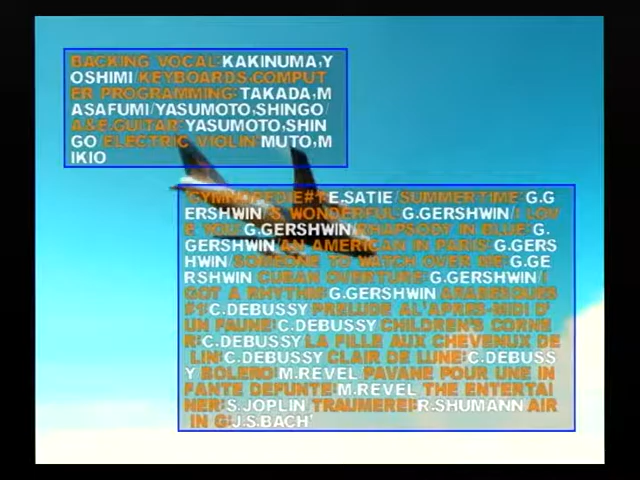 BACKING VOCAL:KAKINUMA,Y
OSHIMI/KEYBOARDS,COMPUT
ER PROGRAMMING:TAKADA,M
ASAFUMI/YASUMOTO,SHINGO/
A&E.GUITAR:YASUMOTO,SHIN
GO/ELECTRIC VIOLIN:MUTO,M
IKIO
'GYMNOPEDIE#1:E.SATIE/SUMMERTIME:G.G
ERSHWIN/'S WONDERFUL:G.GERSHWIN/I LOV
E YOU:G.GERSHWIN/RHAPSODY IN BLUE:G.
GERSHWIN/AN AMERICAN IN PARIS:G.GERS
HWIN/SOMEONE TO WATCH OVER ME:G.GE
RSHWIN CUBAN OVERTURE:G.GERSHWIN/I
GOT A RHYTHM:G.GERSHWIN ARABESQUES
#1:C.DEBUSSY PRELUDE AL'APRES-MIDI D'
UN FAUNE:C.DEBUSSY CHILDREN'S CORNE
R:C.DEBUSSY LA FILLE AUX CHEVENUX DE
LIN:C.DEBUSSY CLAIR DE LUNE:C.DEBUSS
Y BOLERO:M.REVEL PAVANE POUR UNE IN
FANTE DEFUNTE:M.REVEL THE ENTERTAI
NER:S.JOPLIN TRAUMEREI:R.SHUMANN AIR
IN G:J.S.BACH'